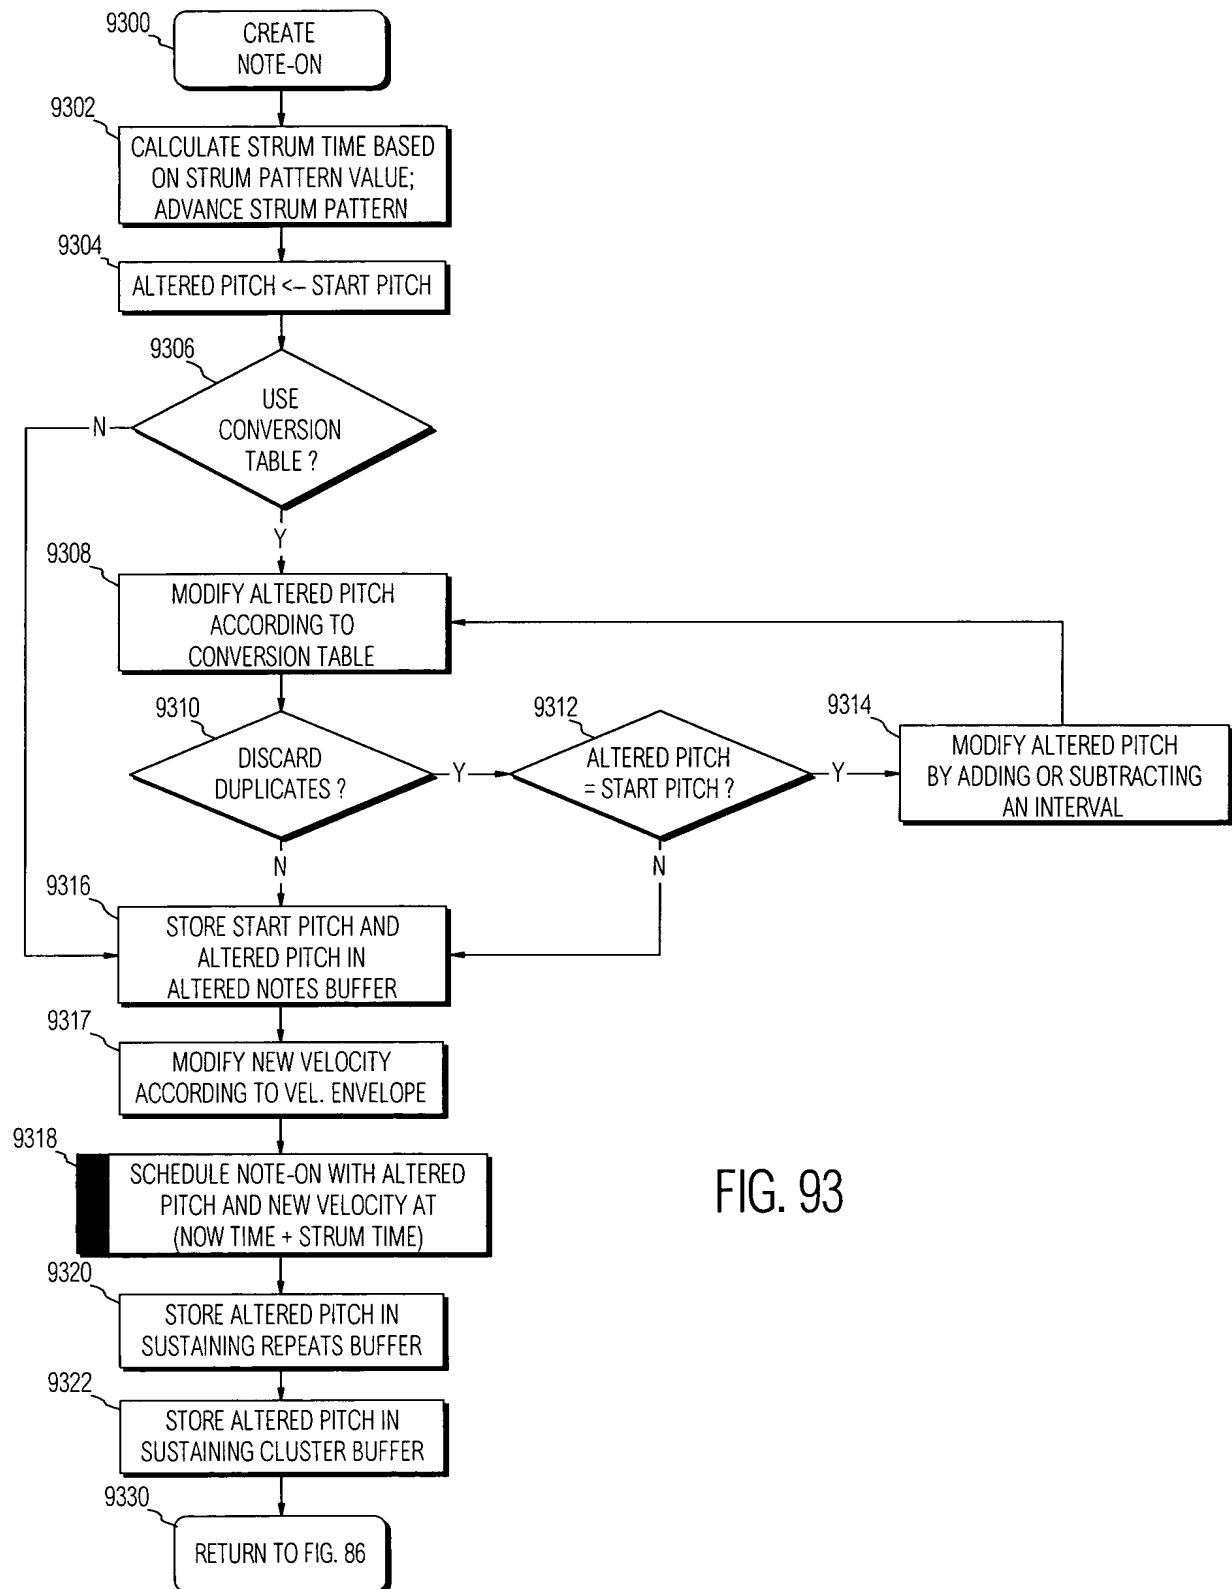 9300
CREATE
NOTE-ON
9302
CALCULATE STRUM TIME BASED
ON STRUM PATTERN VALUE;
ADVANCE STRUM PATTERN
9304
ALTERED PITCH <– START PITCH
9306
USE
CONVERSION
TABLE ?
N
Y
9308
MODIFY ALTERED PITCH
ACCORDING TO
CONVERSION TABLE
9310
DISCARD
DUPLICATES ?
Y
N
9312
ALTERED PITCH
= START PITCH ?
Y
N
9314
MODIFY ALTERED PITCH
BY ADDING OR SUBTRACTING
AN INTERVAL
9316
STORE START PITCH AND
ALTERED PITCH IN
ALTERED NOTES BUFFER
9317
MODIFY NEW VELOCITY
ACCORDING TO VEL. ENVELOPE
9318
SCHEDULE NOTE-ON WITH ALTERED
PITCH AND NEW VELOCITY AT
(NOW TIME + STRUM TIME)
FIG. 93
9320
STORE ALTERED PITCH IN
SUSTAINING REPEATS BUFFER
9322
STORE ALTERED PITCH IN
SUSTAINING CLUSTER BUFFER
9330
RETURN TO FIG. 86